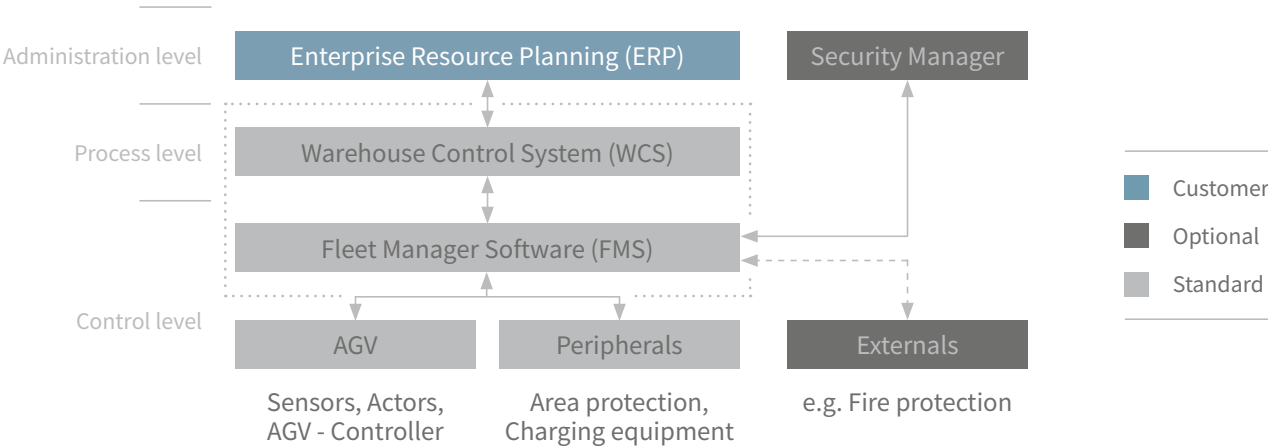 Administration level
Enterprise Resource Planning (ERP)
Security Manager
Process level
Warehouse Control System (WCS)
Customer
Optional
Standard
Fleet Manager Software (FMS)
Control level
AGV
Peripherals
Externals
Sensors, Actors,
AGV - Controller
Area protection,
Charging equipment
e.g. Fire protection